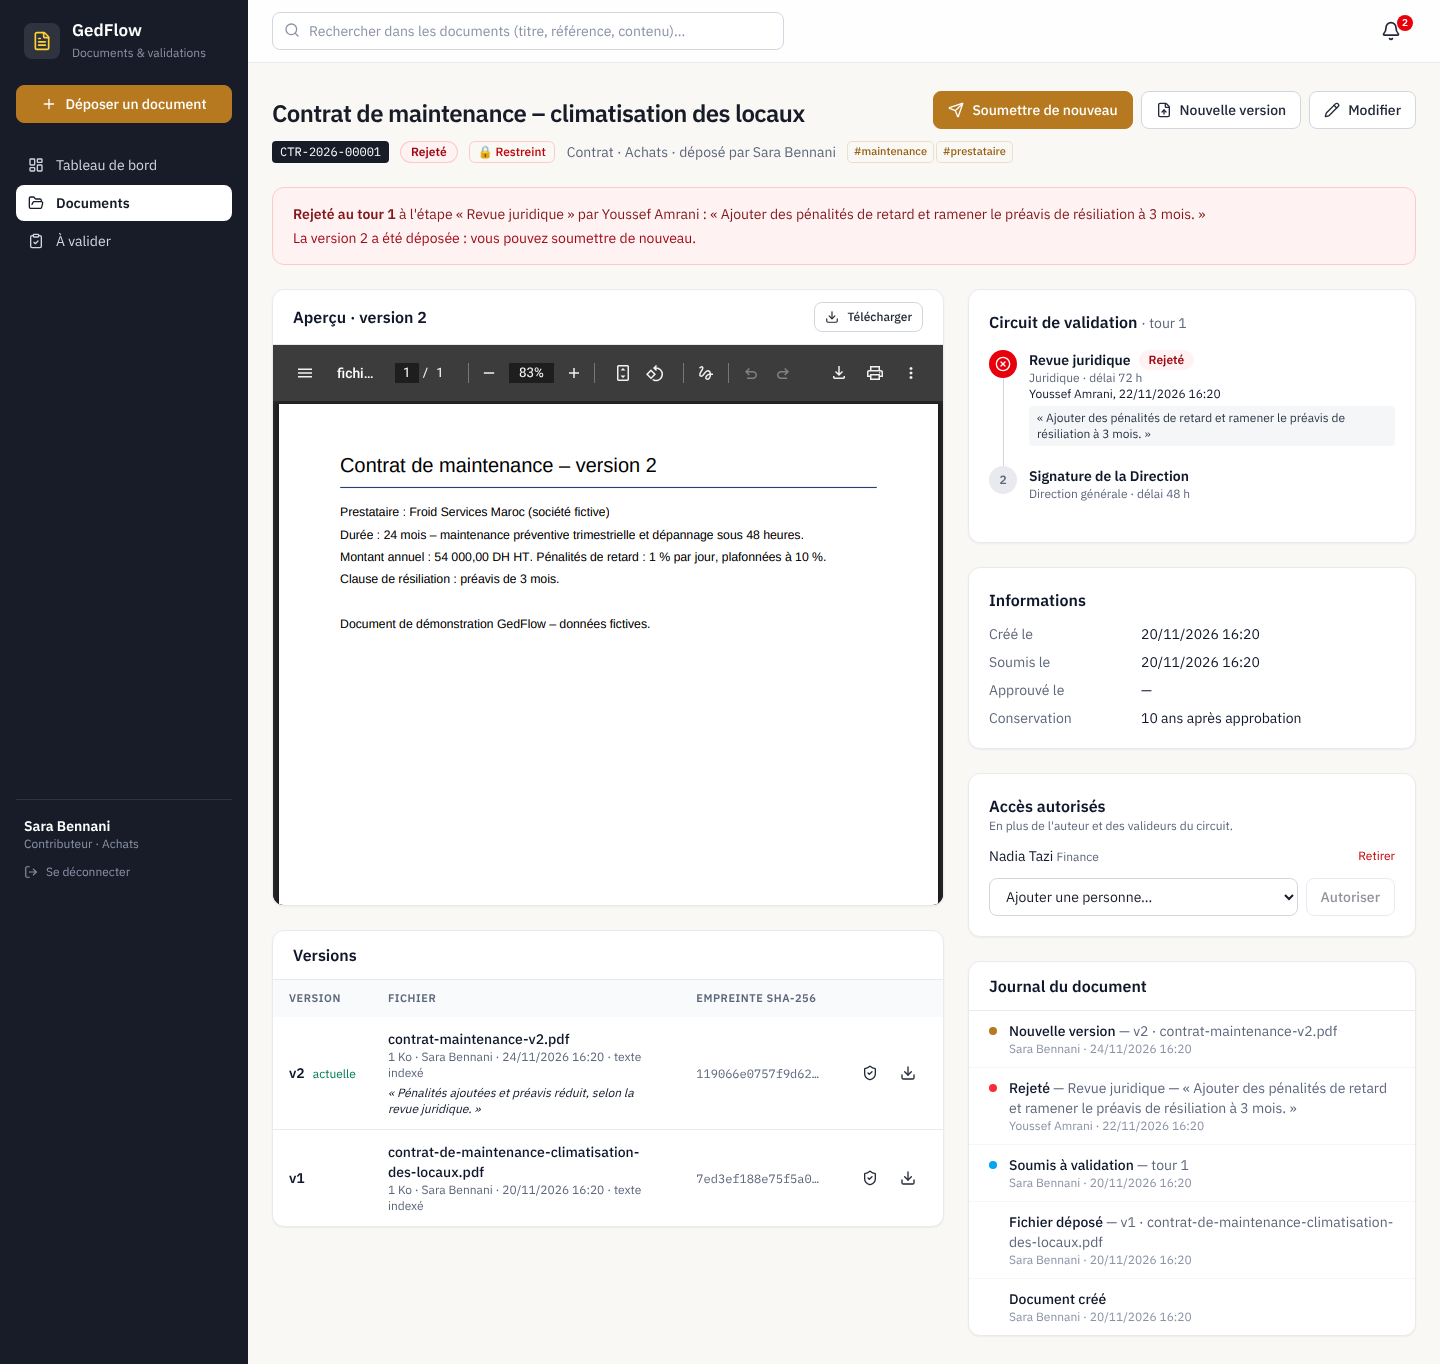 GedFlow
Documents & validations
Déposer un document
Tableau de bord
Documents
À valider
Sara Bennani
Contributeur · Achats
Se déconnecter
Rechercher dans les documents (titre, référence, contenu)...
2
Contrat de maintenance – climatisation des locaux
Soumettre de nouveau
Nouvelle version
Modifier
CTR-2026-00001
Rejeté
🔒 Restreint
Contrat · Achats · déposé par Sara Bennani
#maintenance
#prestataire
Rejeté au tour 1 à l'étape « Revue juridique » par Youssef Amrani : « Ajouter des pénalités de retard et ramener le préavis de résiliation à 3 mois. »
La version 2 a été déposée : vous pouvez soumettre de nouveau.
Aperçu · version 2
Télécharger
fichi...
1 / 1
83%
Contrat de maintenance – version 2
Prestataire : Froid Services Maroc (société fictive)
Durée : 24 mois – maintenance préventive trimestrielle et dépannage sous 48 heures.
Montant annuel : 54 000,00 DH HT. Pénalités de retard : 1 % par jour, plafonnées à 10 %.
Clause de résiliation : préavis de 3 mois.
Document de démonstration GedFlow – données fictives.
Versions
VERSION
FICHIER
EMPREINTE SHA-256
v2 actuelle
contrat-maintenance-v2.pdf
1 Ko · Sara Bennani · 24/11/2026 16:20 · texte
indexé
« Pénalités ajoutées et préavis réduit, selon la
revue juridique. »
119066e0757f9d62…
v1
contrat-de-maintenance-climatisation-
des-locaux.pdf
1 Ko · Sara Bennani · 20/11/2026 16:20 · texte
indexé
7ed3ef188e75f5a0…
Circuit de validation · tour 1
Revue juridique Rejeté
Juridique · délai 72 h
Youssef Amrani, 22/11/2026 16:20
« Ajouter des pénalités de retard et ramener le préavis de
résiliation à 3 mois. »
2
Signature de la Direction
Direction générale · délai 48 h
Informations
Créé le 20/11/2026 16:20
Soumis le 20/11/2026 16:20
Approuvé le —
Conservation 10 ans après approbation
Accès autorisés
En plus de l'auteur et des valideurs du circuit.
Nadia Tazi Finance
Retirer
Ajouter une personne...
Autoriser
Journal du document
Nouvelle version — v2 · contrat-maintenance-v2.pdf
Sara Bennani · 24/11/2026 16:20
Rejeté — Revue juridique — « Ajouter des pénalités de retard
et ramener le préavis de résiliation à 3 mois. »
Youssef Amrani · 22/11/2026 16:20
Soumis à validation — tour 1
Sara Bennani · 20/11/2026 16:20
Fichier déposé — v1 · contrat-de-maintenance-climatisation-
des-locaux.pdf
Sara Bennani · 20/11/2026 16:20
Document créé
Sara Bennani · 20/11/2026 16:20